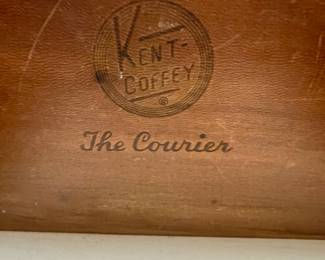 KENT-
COFFEY
®
The Courier